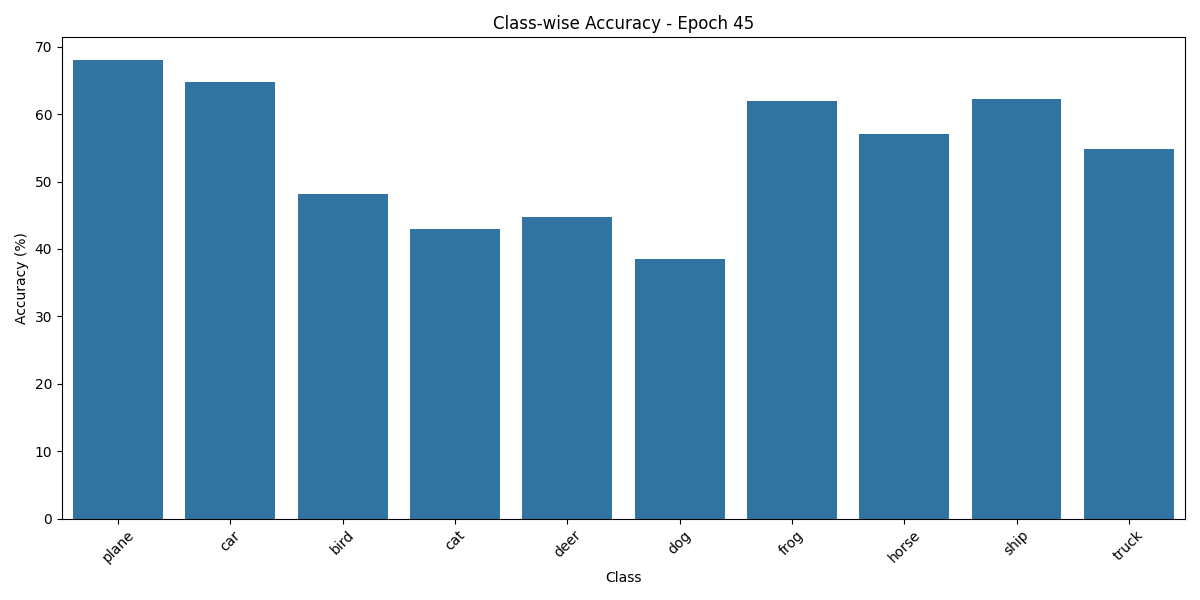 Class-wise Accuracy - Epoch 45
Accuracy (%)
70
60
50
40
30
20
10
0
plane
car
bird
cat
deer
dog
frog
horse
ship
truck
Class